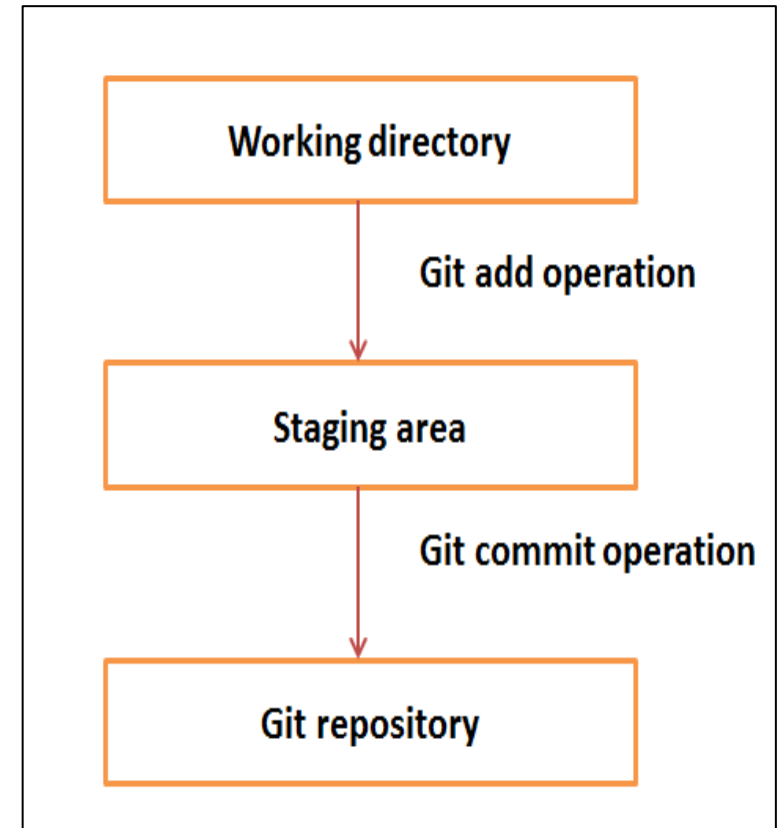 Working directory
Git add operation
Staging area
Git commit operation
Git repository